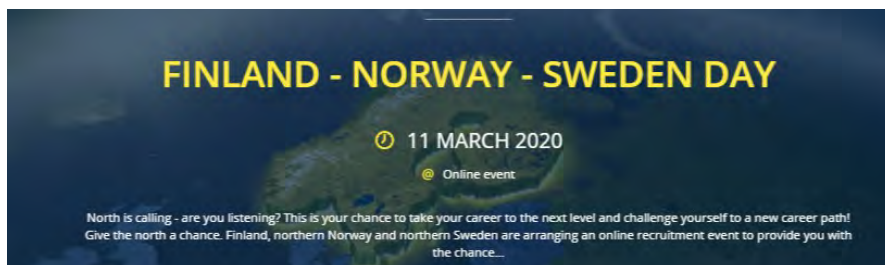 FINLAND - NORWAY - SWEDEN DAY
11 MARCH 2020
@ Online event
North is calling - are you listening? This is your chance to take your career to the next level and challenge yourself to a new career path!
Give the north a chance. Finland, northern Norway and northern Sweden are arranging an online recruitment event to provide you with
the chance...